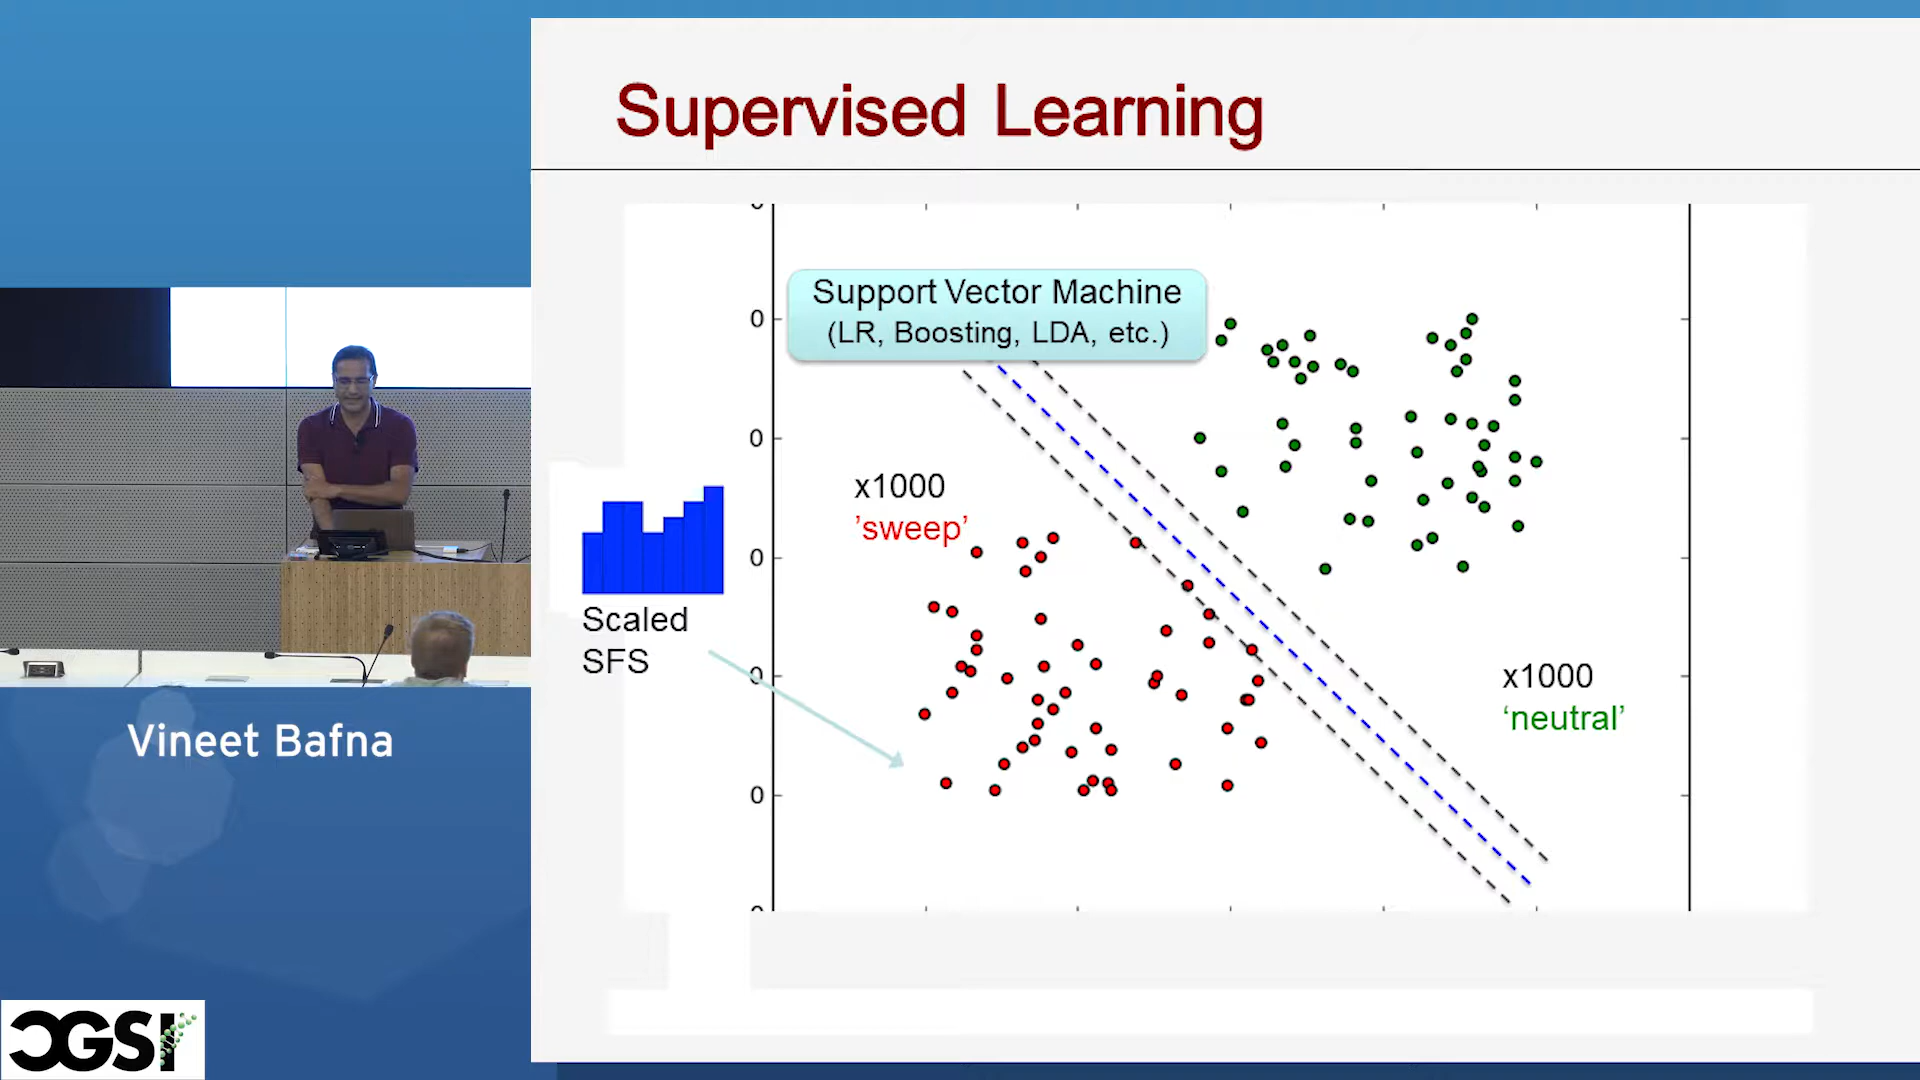 Supervised Learning
Support Vector Machine
(LR, Boosting, LDA, etc.)
0
0
x1000
’sweep’
0
Scaled
SFS
0
x1000
‘neutral’
0
Vineet Bafna
CGSI